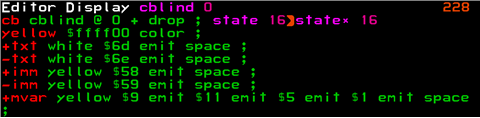 Editor Display cblind 0 228
cb cblind @ 0 + drop ; state 16 state* 16
yellow $ffff00 color ;
+txt white $6d emit space ;
-txt white $6e emit space ;
+imm yellow $58 emit space ;
-imm yellow $59 emit space ;
+mvar yellow $9 emit $11 emit $5 emit $1 emit space
;